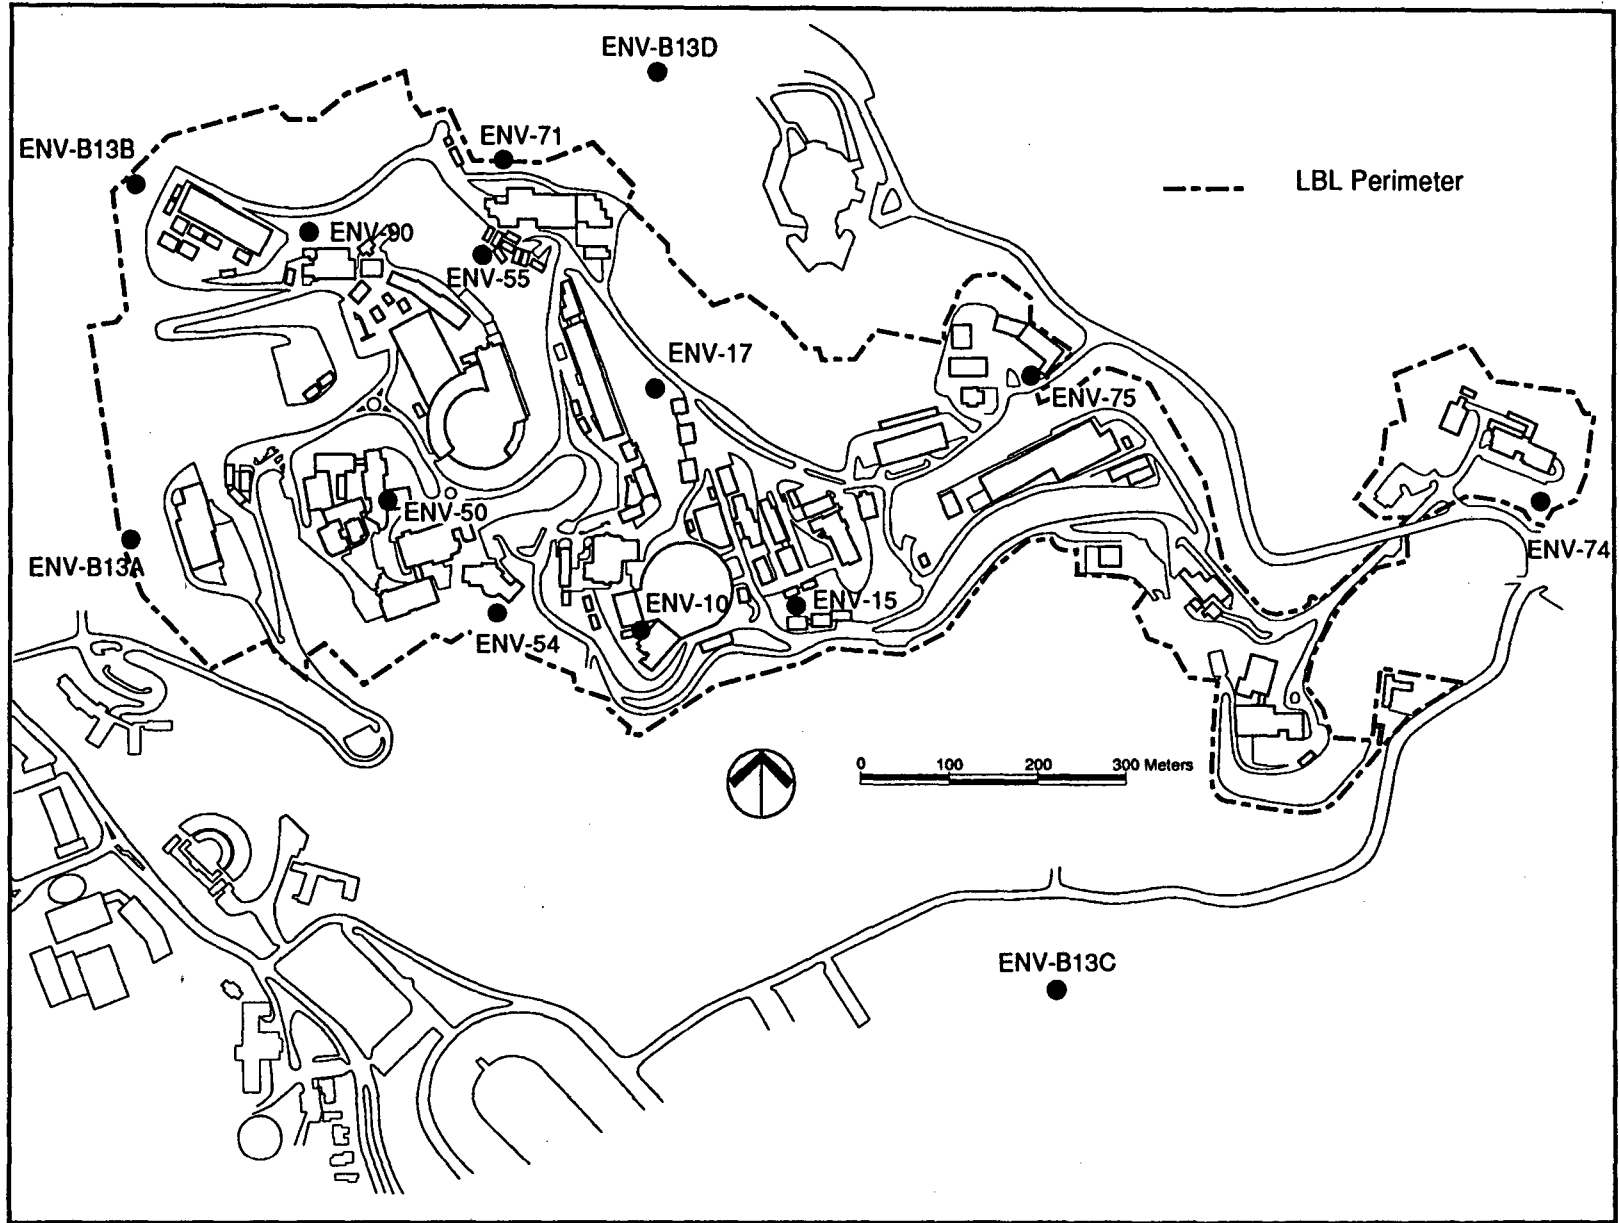 ENV-B13D
ENV-71
ENV-B13B
LBL Perimeter
ENV-90
ENV-55
ENV-17
ENV-75
ENV-50
ENV-74
ENV-B13A
ENV-10
ENV-15
ENV-54
0 100 200 300 Meters
ENV-B13C